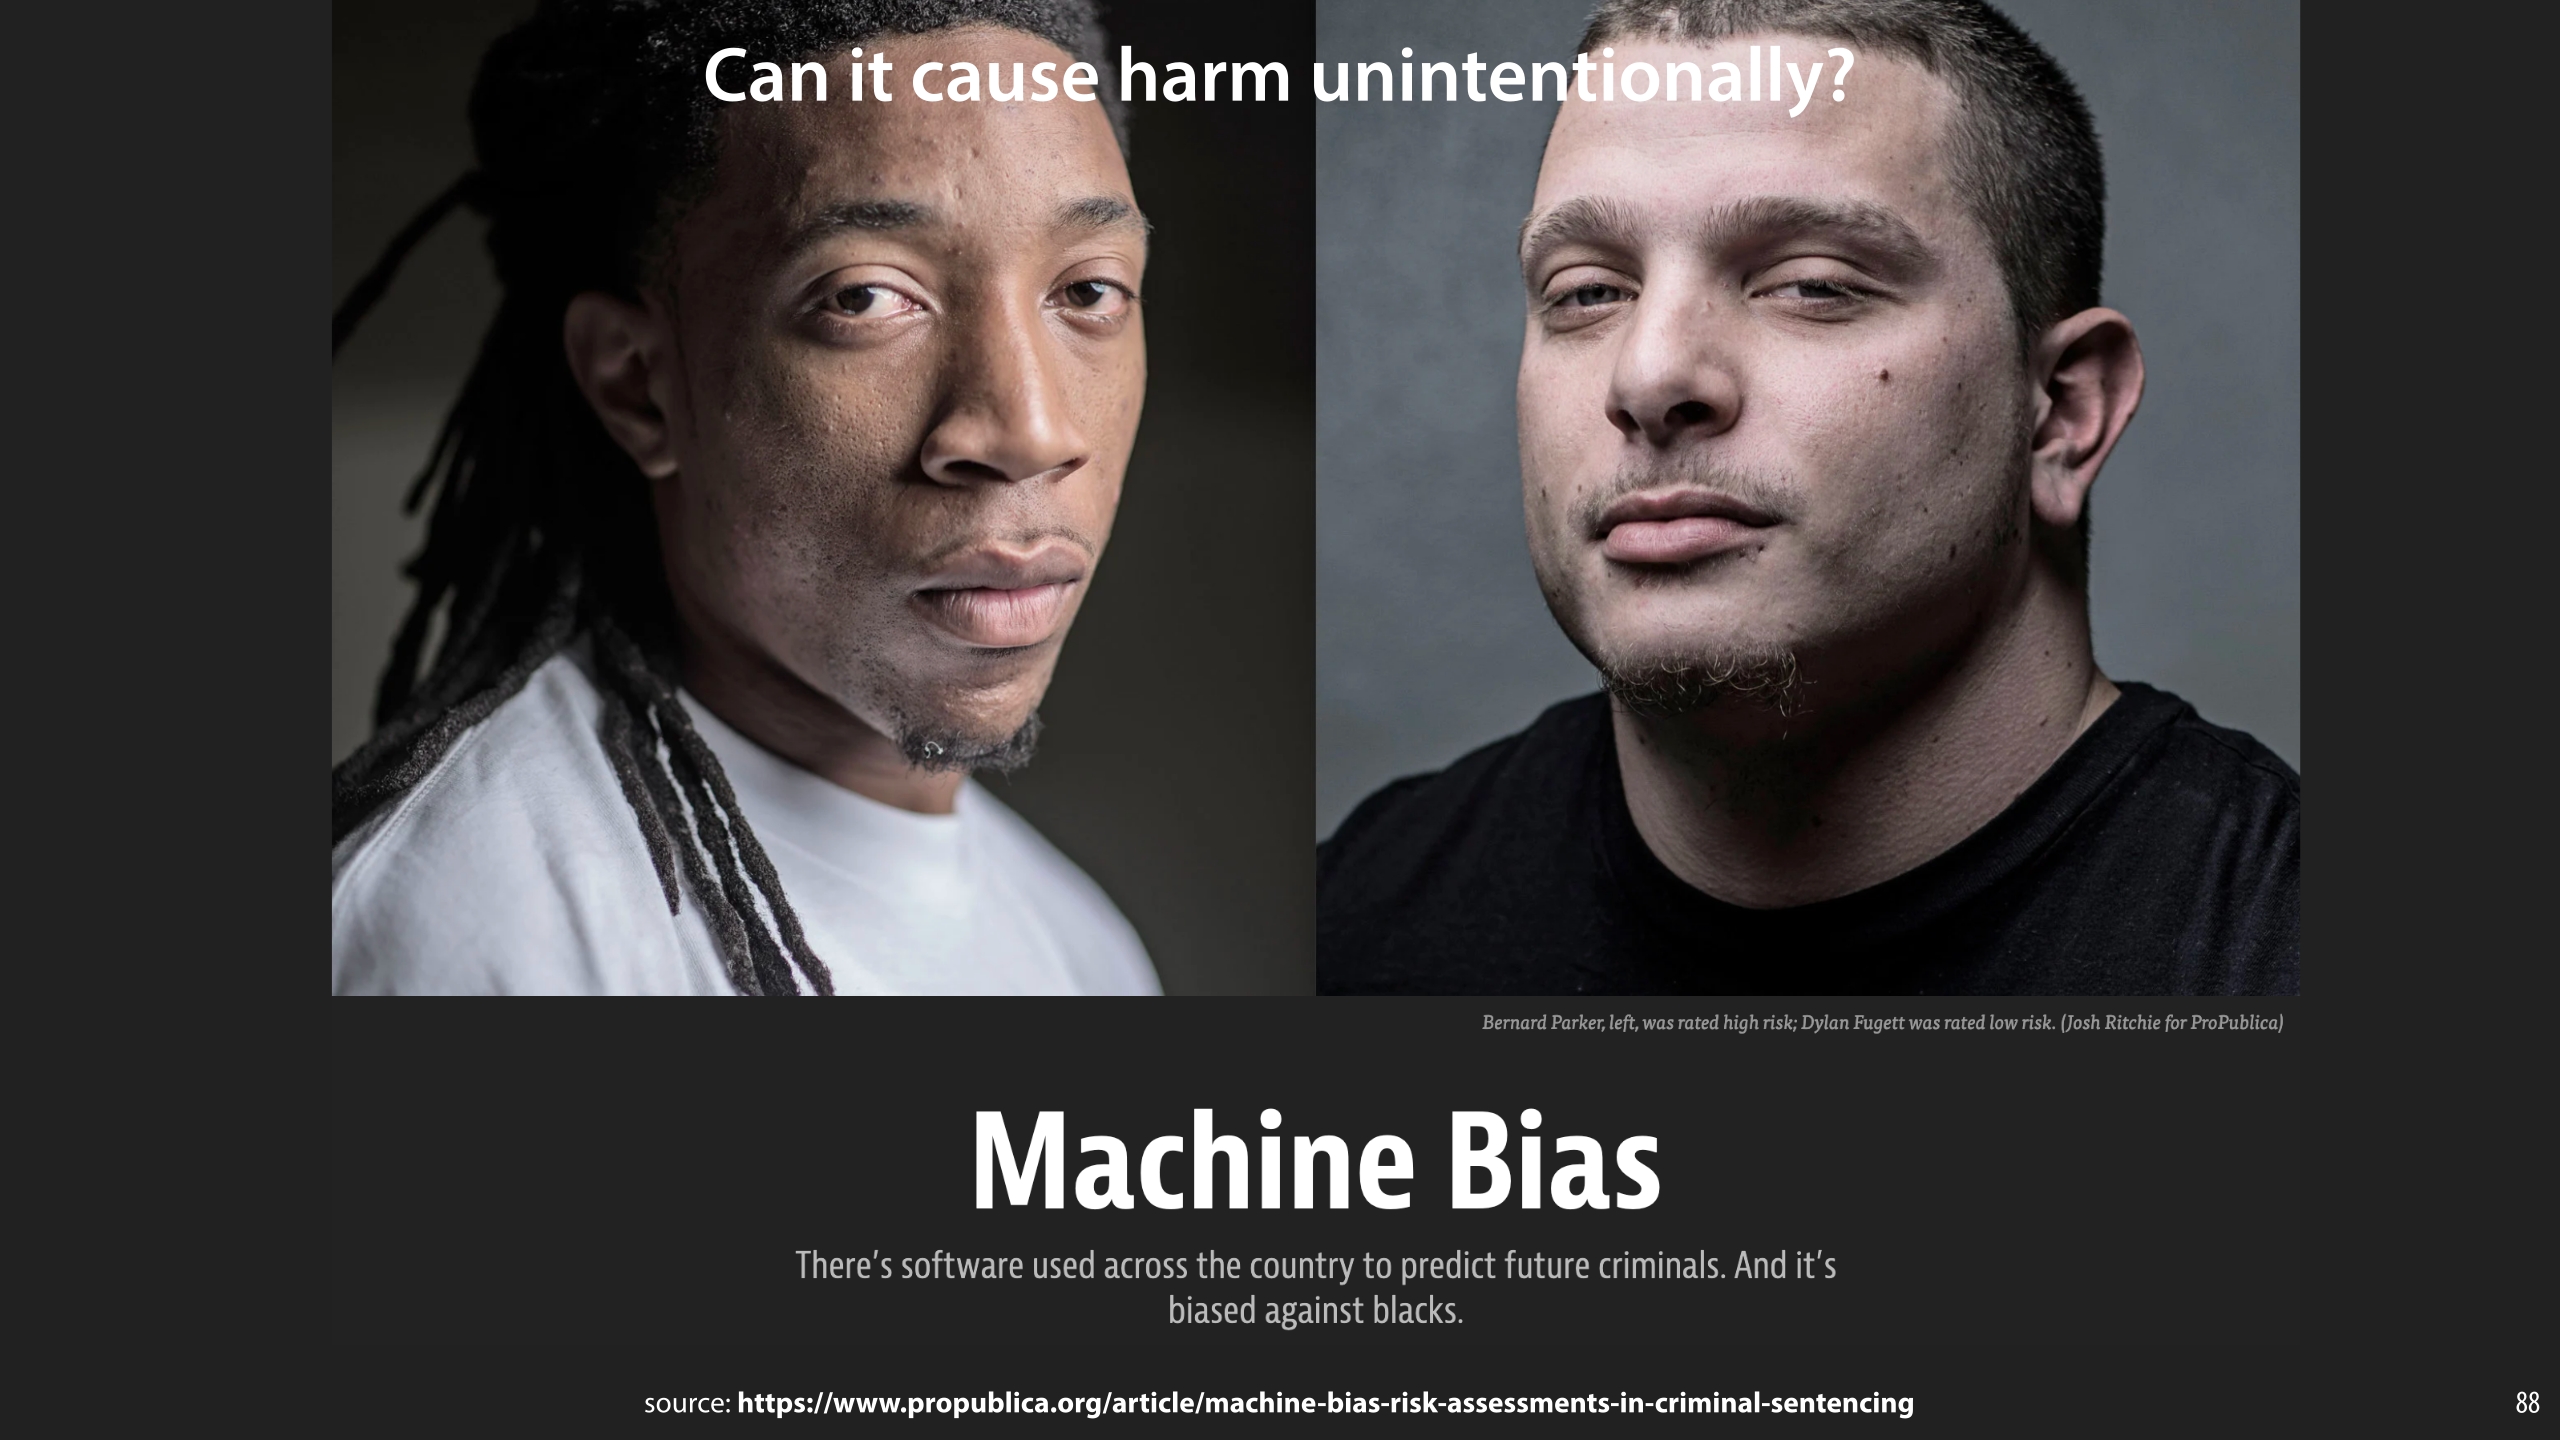 Can it cause harm unintentionally?
Bernard Parker, left, was rated high risk; Dylan Fugett was rated low risk. (Josh Ritchie for ProPublica)
Machine Bias
There's software used across the country to predict future criminals. And it's
biased against blacks.
source: https://www.propublica.org/article/machine-bias-risk-assessments-in-criminal-sentencing
88